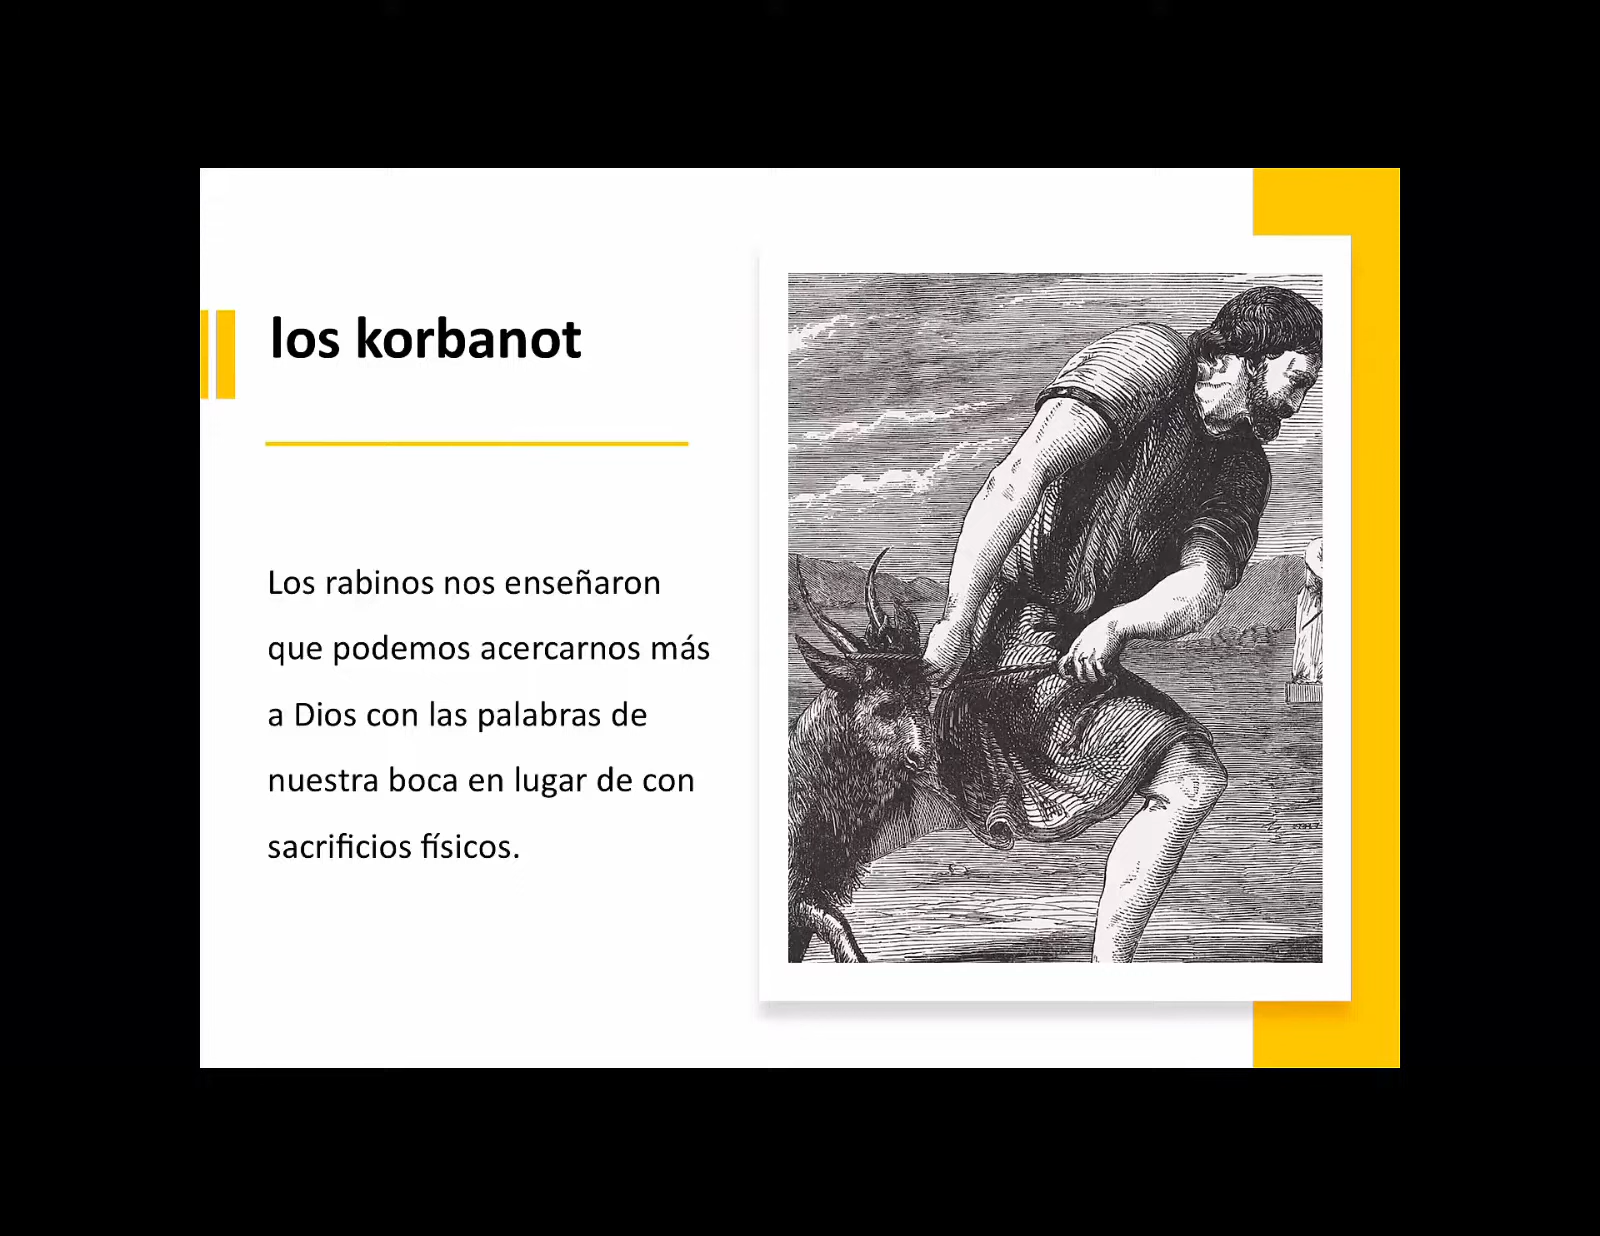 los korbanot
Los rabinos nos enseñaron
que podemos acercarnos más
a Dios con las palabras de
nuestra boca en lugar de con
sacrificios físicos.